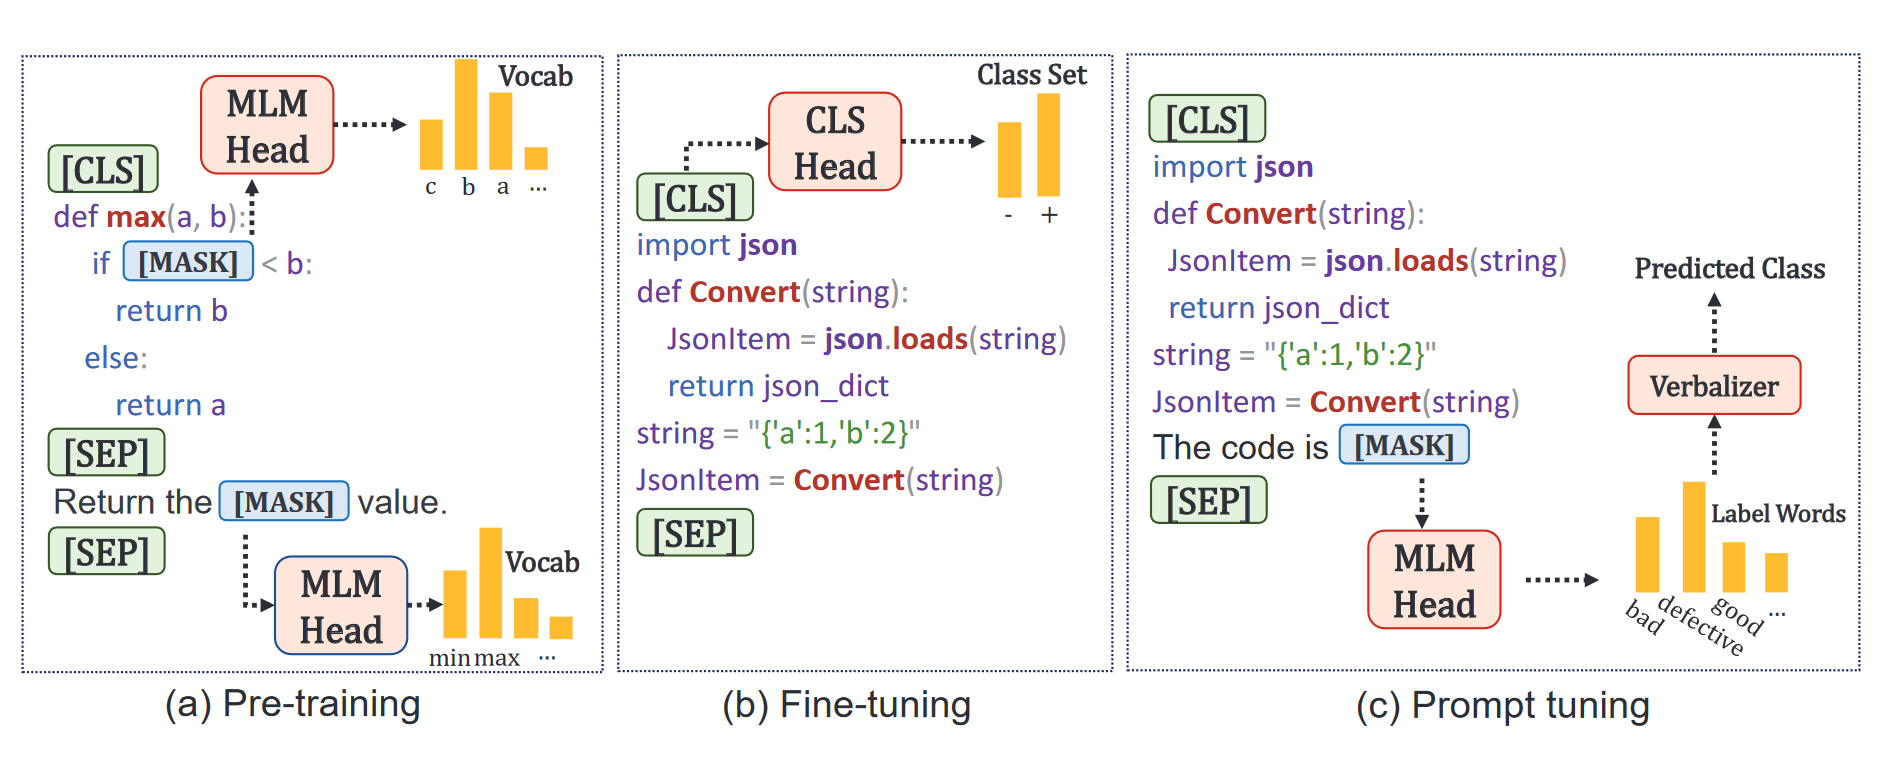 MLM
Head
Vocab
c b a ...
[CLS]
def max(a, b):
if [MASK] < b:
return b
else:
return a
[SEP]
Return the [MASK] value.
[SEP]
MLM
Head
Vocab
min max ...
(a) Pre-training
Class Set
CLS
Head
- +
[CLS]
import json
def Convert(string):
JsonItem = json.loads(string)
return json_dict
string = "{'a':1,'b':2}"
JsonItem = Convert(string)
[SEP]
(b) Fine-tuning
[CLS]
import json
def Convert(string):
JsonItem = json.loads(string)
return json_dict
string = "{'a':1,'b':2}"
JsonItem = Convert(string)
The code is [MASK]
[SEP]
MLM
Head
Predicted Class
Verbalizer
Label Words
bad defective good ...
(c) Prompt tuning